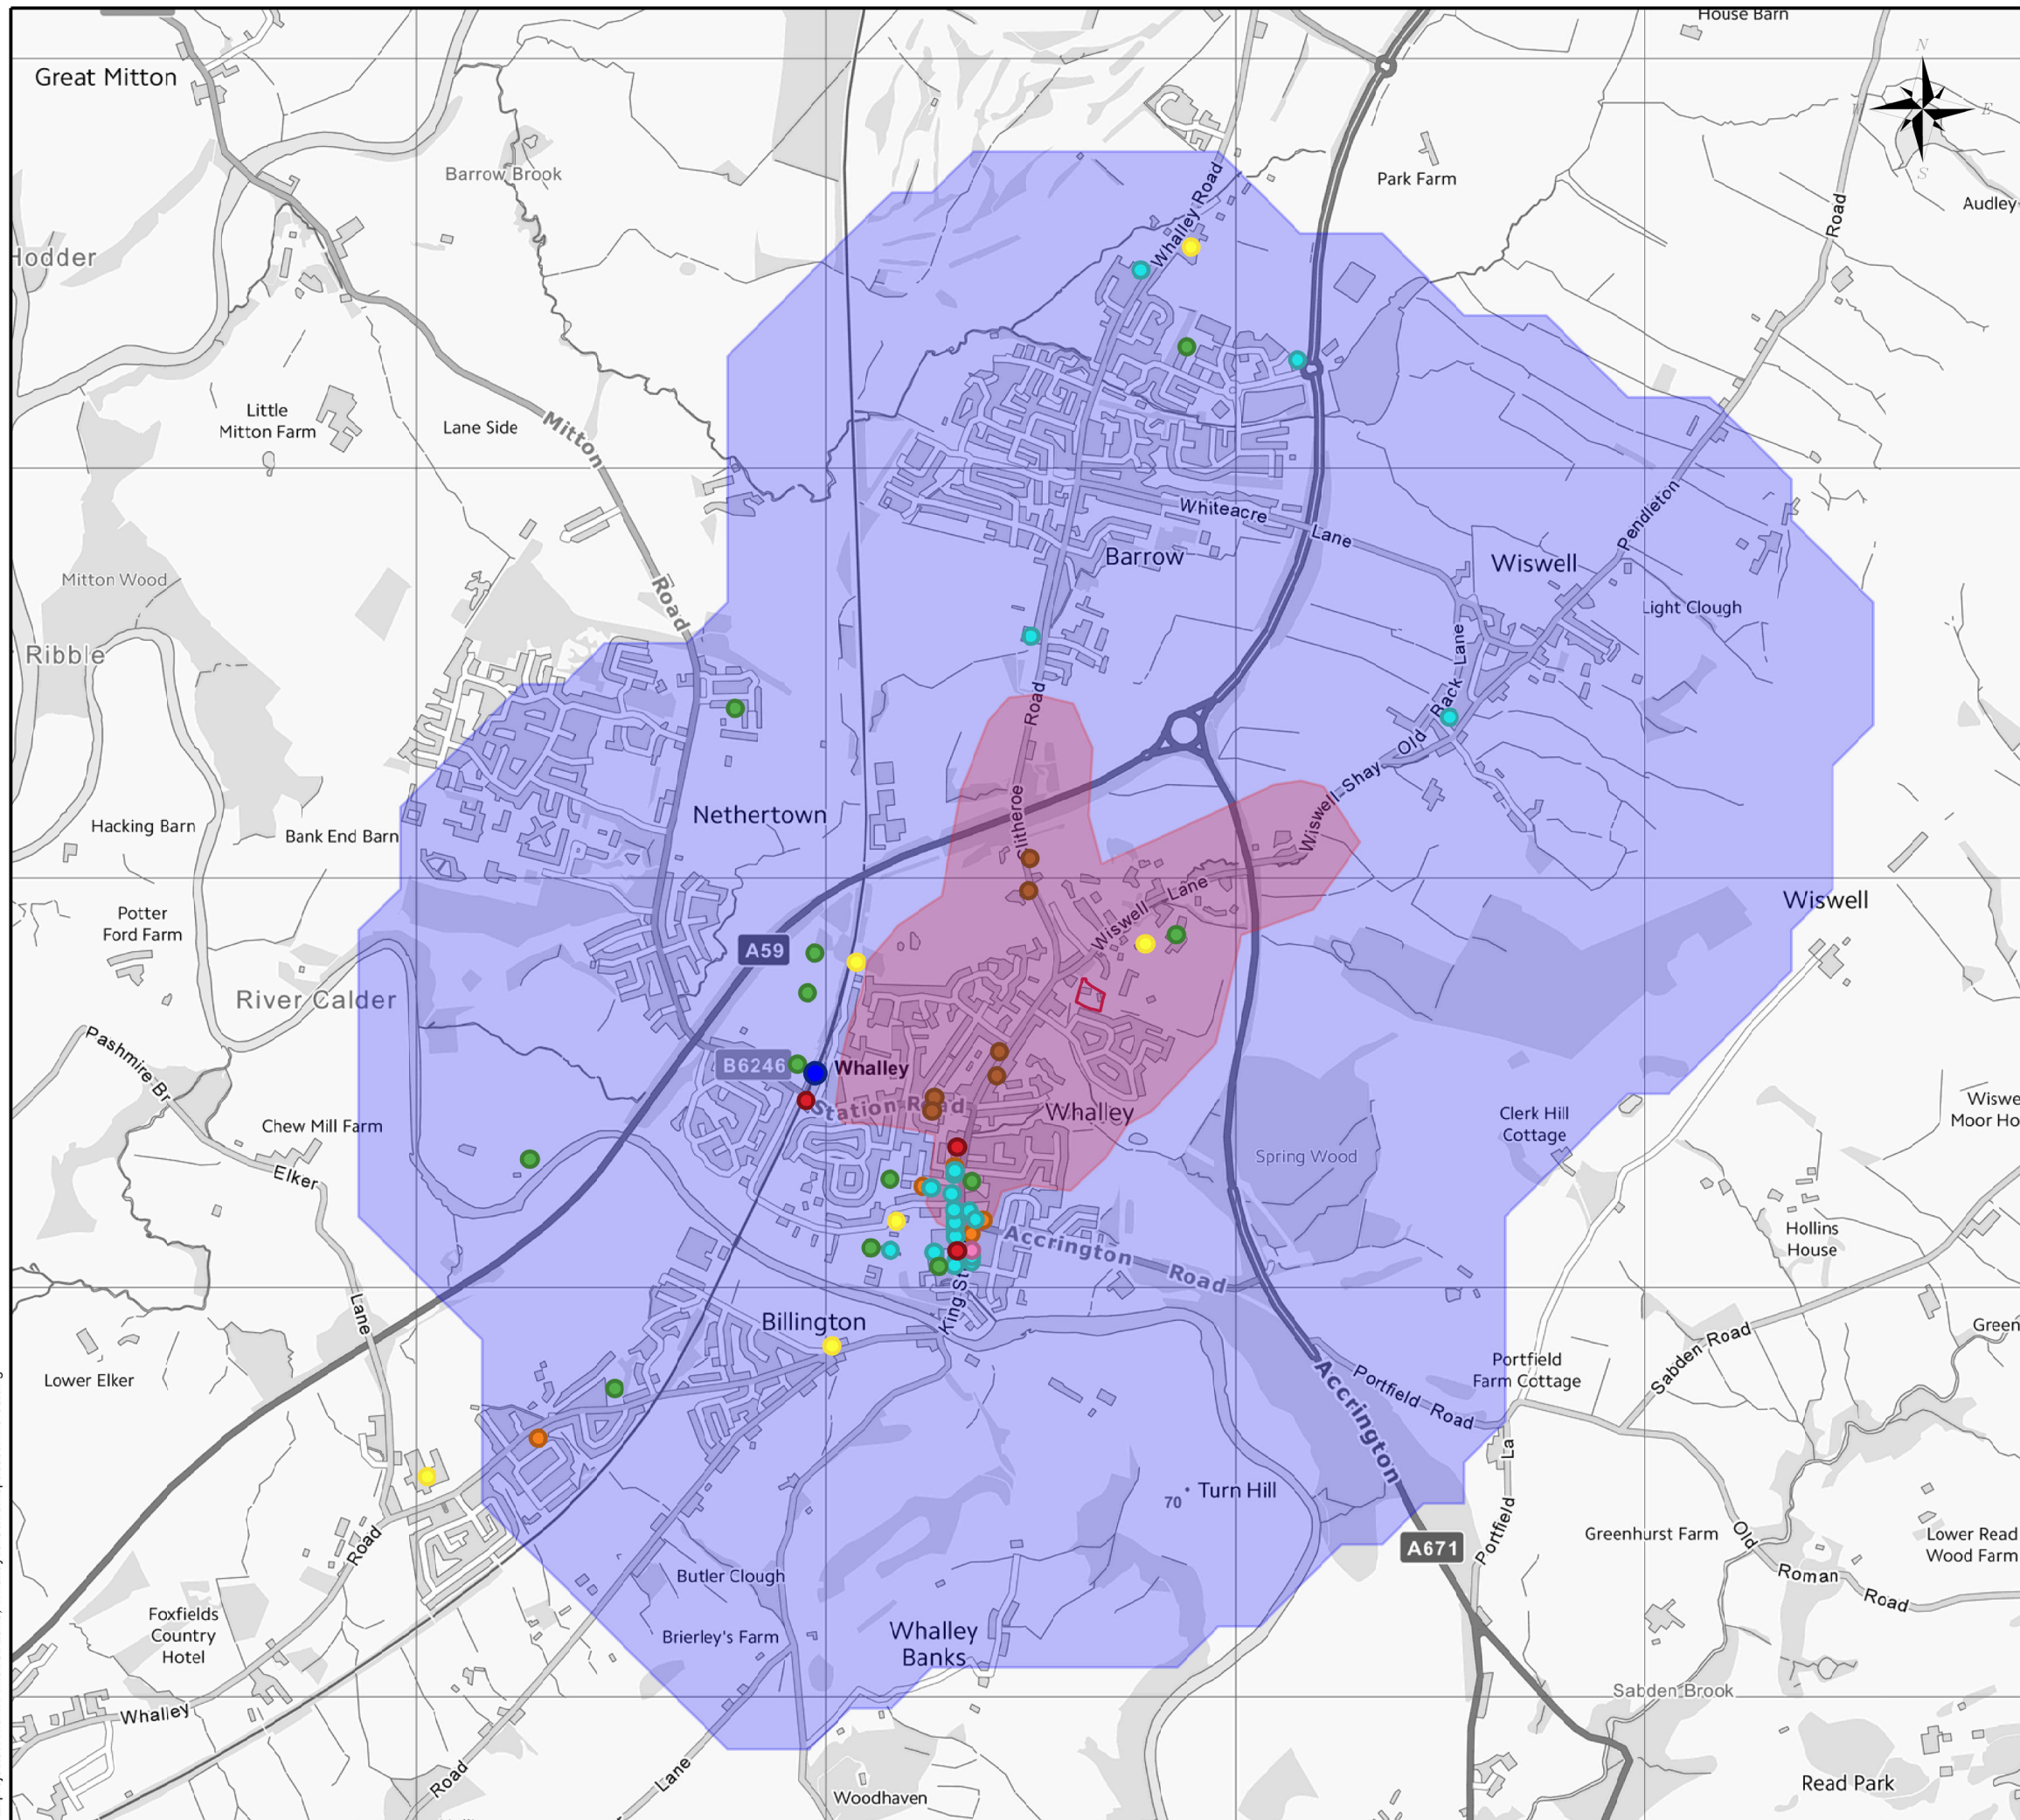 House Barn
N
W
E
S
Great Mitton
Barrow Brook
Park Farm
Audley
Road
Whalley Road
Hodder
Little
Mitton Farm
Lane Side
Mitton
Road
Whiteacre
Lane
Pendleton
Barrow
Wiswell
Mitton Wood
Light Clough
Ribble
Back Lane
Road
Old
Wiswell Shay
Nethertown
Clitheroe
Hacking Barn
Bank End Barn
Wiswell Lane
Wiswell
Potter
Ford Farm
A59
River Calder
Pashmire Br
B6246
Whalley
Station Road
Whalley
Clerk Hill
Cottage
Wiswe
Moor Ho
Chew Mill Farm
Elker
Spring Wood
Hollins
House
Accrington Road
Lane
King St
Billington
Green
Sabden Road
Portfield
Farm Cottage
Lower Elker
Portfield Road
Accrington
La
Turn Hill
70
Portfield
Greenhurst Farm
Old
Roman
Road
Lower Read
Wood Farm
A671
Road
Butler Clough
Foxfields
Country
Hotel
Brierley's Farm
Whalley
Banks
Sabden Brook
Whalley
Road
Lane
Woodhaven
Read Park